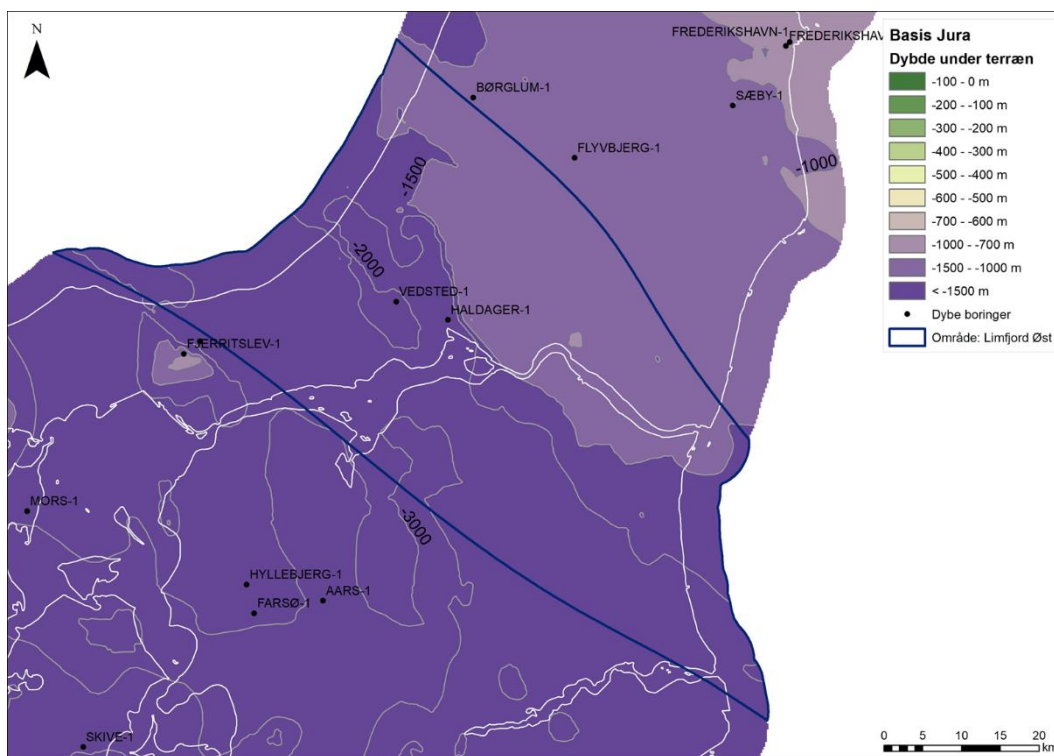 N
FREDERIKSHAVN-1
FREDERIKSHAV
SÆBY-1
BØRGLUM-1
FLYVBJERG-1
-1000
-1500
-2000
VEDSTED-1
HALDAGER-1
FJERRITSLEV-1
MORS-1
-3000
HYLLEBJERG-1
FARSØ-1
AARS-1
SKIVE-1
Basis Jura
Dybde under terræn
-100 - 0 m
-200 - -100 m
-300 - -200 m
-400 - -300 m
-500 - -400 m
-600 - -500 m
-700 - -600 m
-1000 - -700 m
-1500 - -1000 m
< -1500 m
Dybe boringer
Område: Limfjord Øst
0 5 10 15 20
km